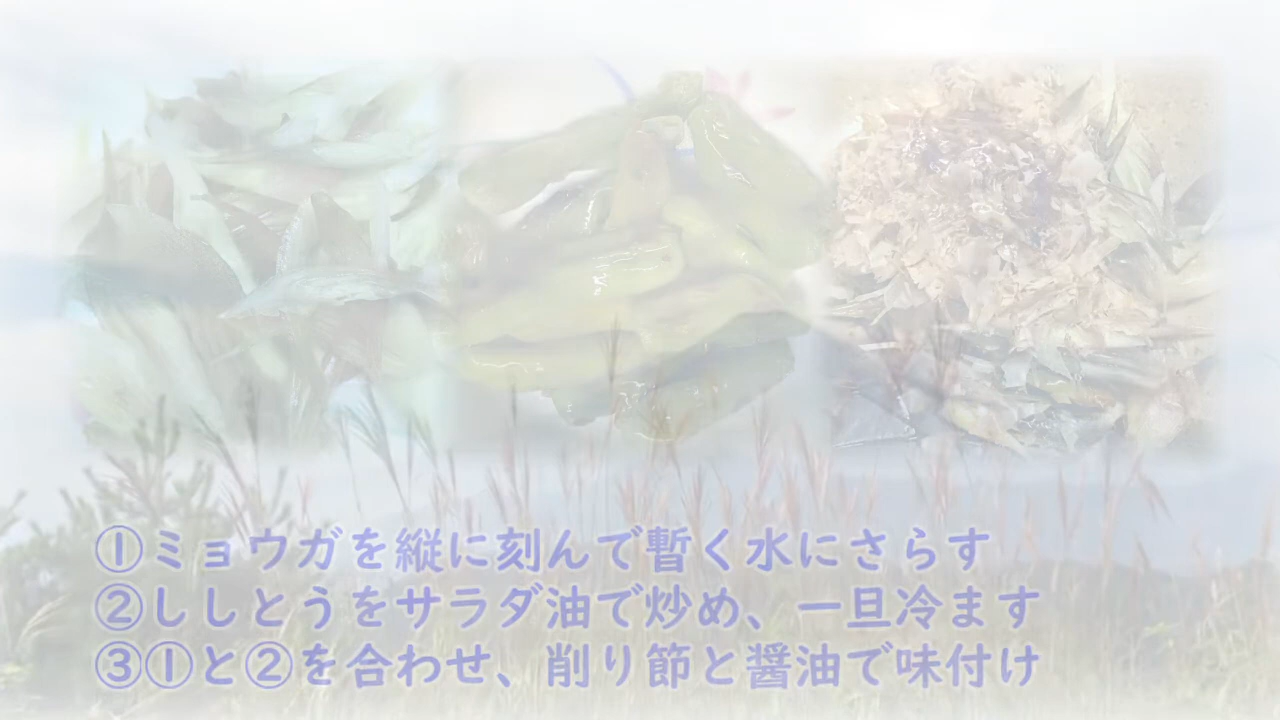 ①ミョウガを縦に刻んで暫く水にさらす
②ししとうをサラダ油で炒め、一旦冷ます
③①と②を合わせ、削り節と醤油で味付け